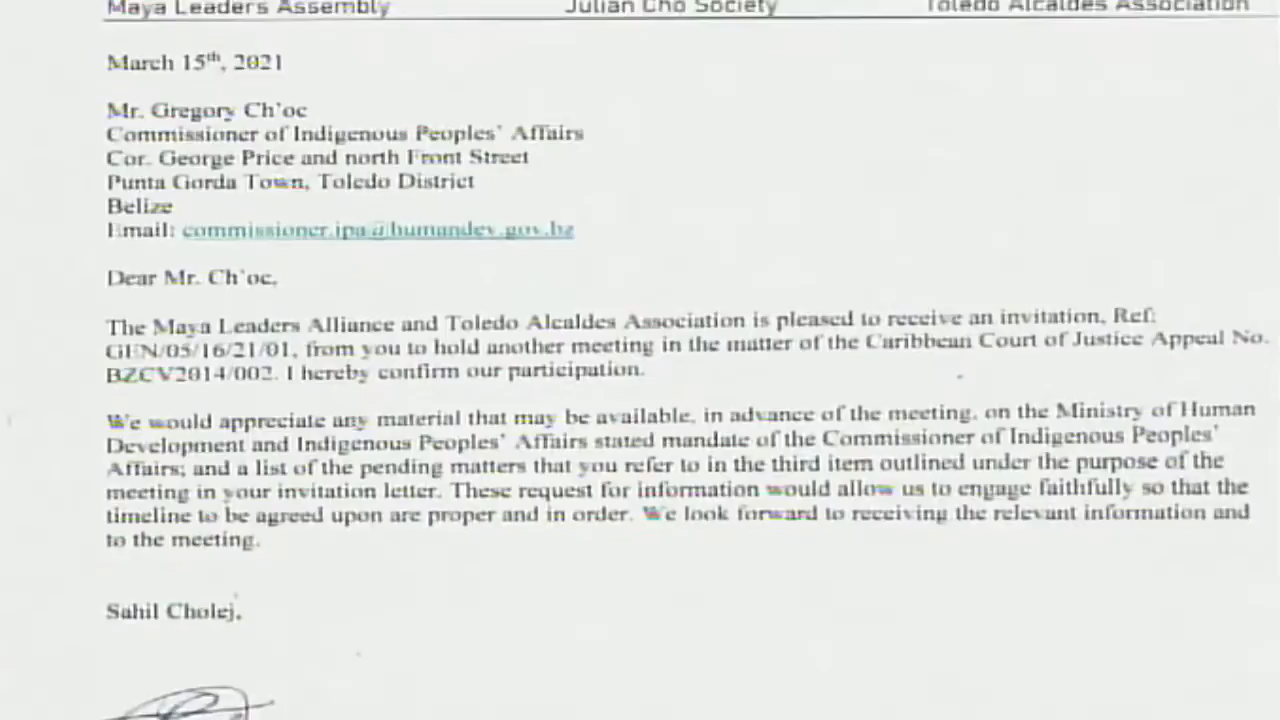 Maya Leaders Assembly Julian Cho Society Toledo Alcaldes Association
March 15th, 2021
Mr. Gregory Ch'oc
Commissioner of Indigenous Peoples' Affairs
Cor. George Price and north Front Street
Punta Gorda Town, Toledo District
Belize
Email: commissioner.ipa@humandev.gov.bz
Dear Mr. Ch'oc,
The Maya Leaders Alliance and Toledo Alcaldes Association is pleased to receive an invitation, Ref:
GEN/05/16/21/01, from you to hold another meeting in the matter of the Caribbean Court of Justice Appeal No.
BZCV2014/002. I hereby confirm our participation.
We would appreciate any material that may be available, in advance of the meeting, on the Ministry of Human
Development and Indigenous Peoples' Affairs stated mandate of the Commissioner of Indigenous Peoples'
Affairs; and a list of the pending matters that you refer to in the third item outlined under the purpose of the
meeting in your invitation letter. These request for information would allow us to engage faithfully so that the
timeline to be agreed upon are proper and in order. We look forward to receiving the relevant information and
to the meeting.
Sahil Cholej,